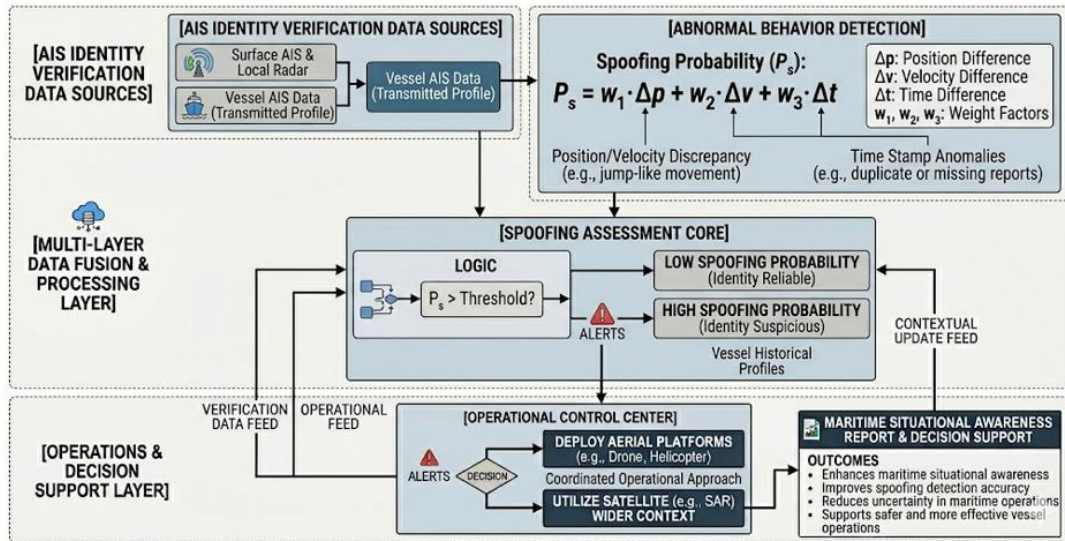 [AIS IDENTITY
VERIFICATION
DATA SOURCES]
[AIS IDENTITY VERIFICATION DATA SOURCES]
Surface AIS &
Local Radar
Vessel AIS Data
(Transmitted Profile)
Vessel AIS Data
(Transmitted Profile)
[ABNORMAL BEHAVIOR DETECTION]
Spoofing Probability (Pₛ):
Pₛ = w₁·Δp + w₂·Δv + w₃·Δt
Δp: Position Difference
Δv: Velocity Difference
Δt: Time Difference
w₁, w₂, w₃: Weight Factors
Position/Velocity Discrepancy
(e.g., jump-like movement)
Time Stamp Anomalies
(e.g., duplicate or missing reports)
[MULTI-LAYER
DATA FUSION &
PROCESSING
LAYER]
[SPOOFING ASSESSMENT CORE]
LOGIC
Pₛ > Threshold?
LOW SPOOFING PROBABILITY
(Identity Reliable)
ALERTS
HIGH SPOOFING PROBABILITY
(Identity Suspicious)
Vessel Historical
Profiles
CONTEXTUAL
UPDATE FEED
VERIFICATION
DATA FEED
OPERATIONAL
FEED
[OPERATIONS &
DECISION
SUPPORT LAYER]
[OPERATIONAL CONTROL CENTER]
ALERTS
DECISION
DEPLOY AERIAL PLATFORMS
(e.g., Drone, Helicopter)
Coordinated Operational Approach
UTILIZE SATELLITE (e.g., SAR)
WIDER CONTEXT
MARITIME SITUATIONAL AWARENESS
REPORT & DECISION SUPPORT
OUTCOMES
• Enhances maritime situational awareness
• Improves spoofing detection accuracy
• Reduces uncertainty in maritime operations
• Supports safer and more effective vessel
operations